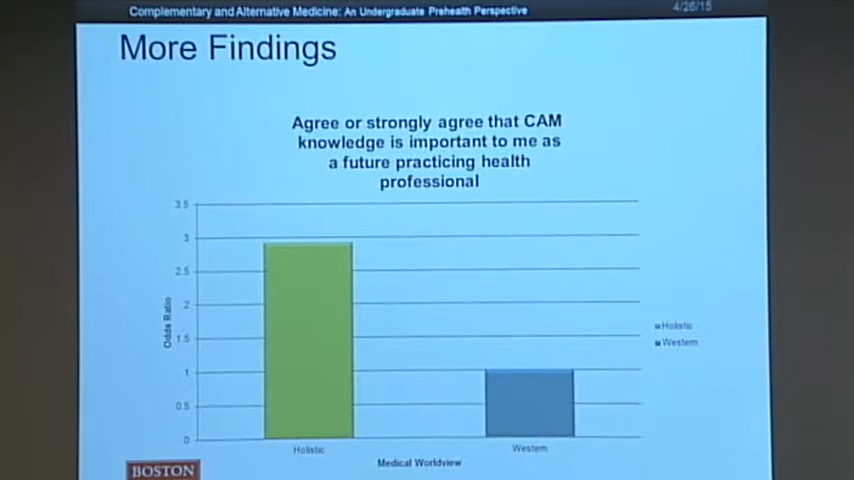 Complementary and Alternative Medicine: An Undergraduate Prehealth Perspective
4/26/15
More Findings
Agree or strongly agree that CAM
knowledge is important to me as
a future practicing health
professional
3.5
3
2.5
2
1.5
1
0.5
0
Odds Ratio
Holistic
Western
Medical Worldview
Holistic
Western
BOSTON